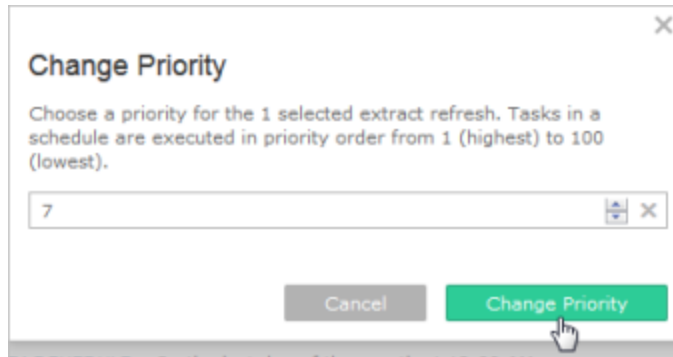 Change Priority
Choose a priority for the 1 selected extract refresh. Tasks in a
schedule are executed in priority order from 1 (highest) to 100
(lowest).
7
Cancel
Change Priority